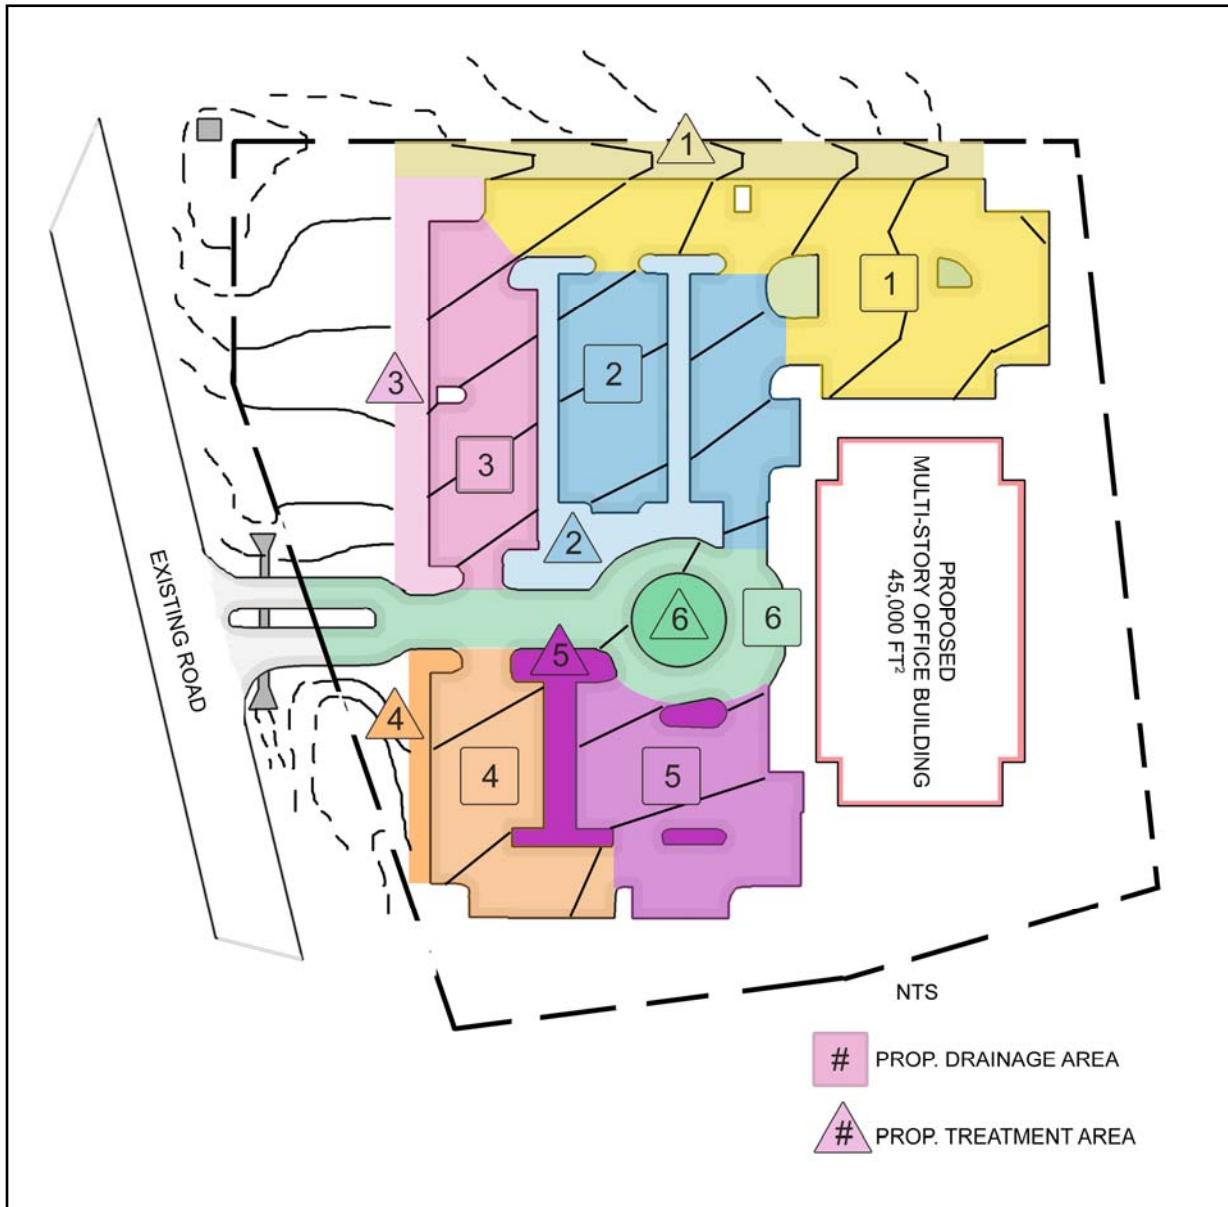 1
1
2
3
3
2
EXISTING ROAD
6
6
5
4
4
5
PROPOSED
MULTI-STORY OFFICE BUILDING
45,000 FT²
NTS
# PROP. DRAINAGE AREA
# PROP. TREATMENT AREA